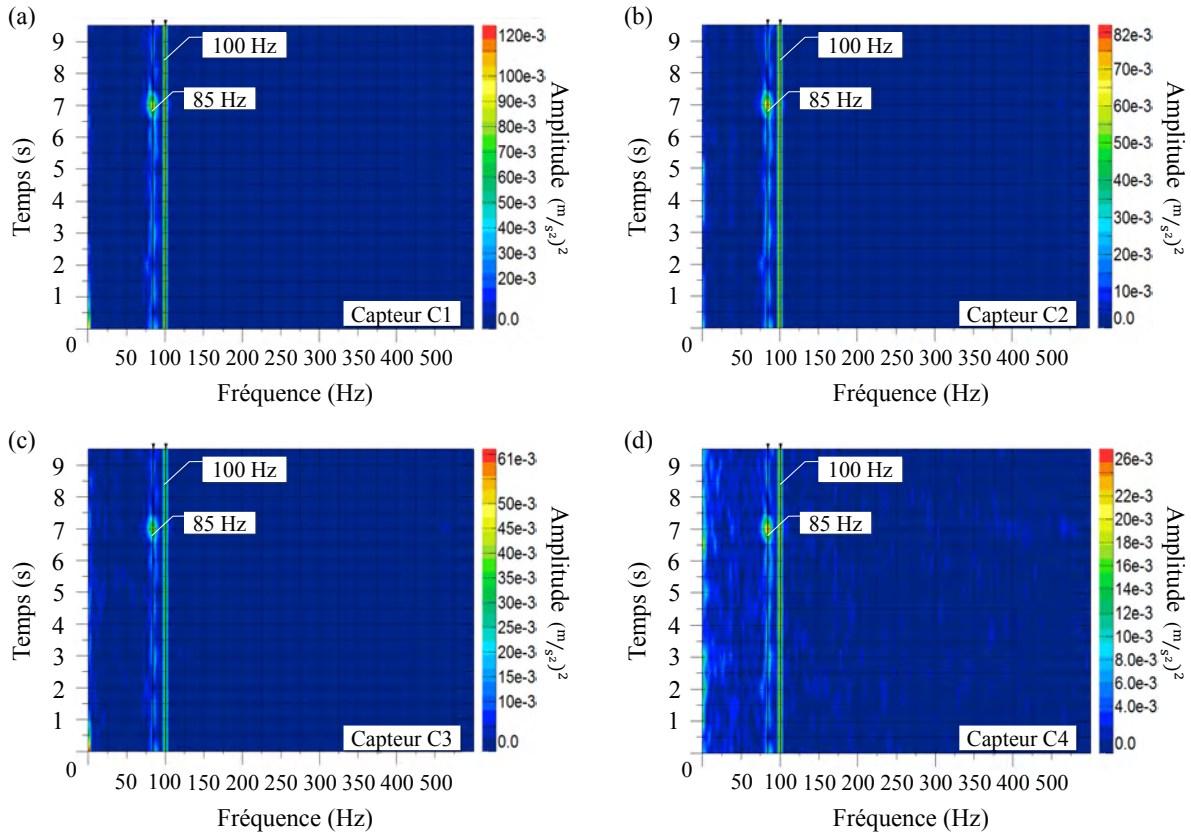 (a)
120e-3
100e-3
90e-3
80e-3
70e-3
60e-3
50e-3
40e-3
30e-3
20e-3
10e-3
0.0
Amplitude (m/s²)²
Temps (s)
9
8
7
6
5
4
3
2
1
0
100 Hz
85 Hz
Capteur C1
50 100 150 200 250 300 350 400 450 500
Fréquence (Hz)
(b)
82e-3
70e-3
60e-3
50e-3
40e-3
30e-3
20e-3
10e-3
0.0
Amplitude (m/s²)²
Temps (s)
9
8
7
6
5
4
3
2
1
0
100 Hz
85 Hz
Capteur C2
50 100 150 200 250 300 350 400 450 500
Fréquence (Hz)
(c)
61e-3
50e-3
45e-3
40e-3
35e-3
30e-3
25e-3
20e-3
15e-3
10e-3
0.0
Amplitude (m/s²)²
Temps (s)
9
8
7
6
5
4
3
2
1
0
100 Hz
85 Hz
Capteur C3
50 100 150 200 250 300 350 400 450 500
Fréquence (Hz)
(d)
26e-3
22e-3
20e-3
18e-3
16e-3
14e-3
12e-3
10e-3
8.0e-3
6.0e-3
4.0e-3
0.0
Amplitude (m/s²)²
Temps (s)
9
8
7
6
5
4
3
2
1
0
100 Hz
85 Hz
Capteur C4
50 100 150 200 250 300 350 400 450 500
Fréquence (Hz)